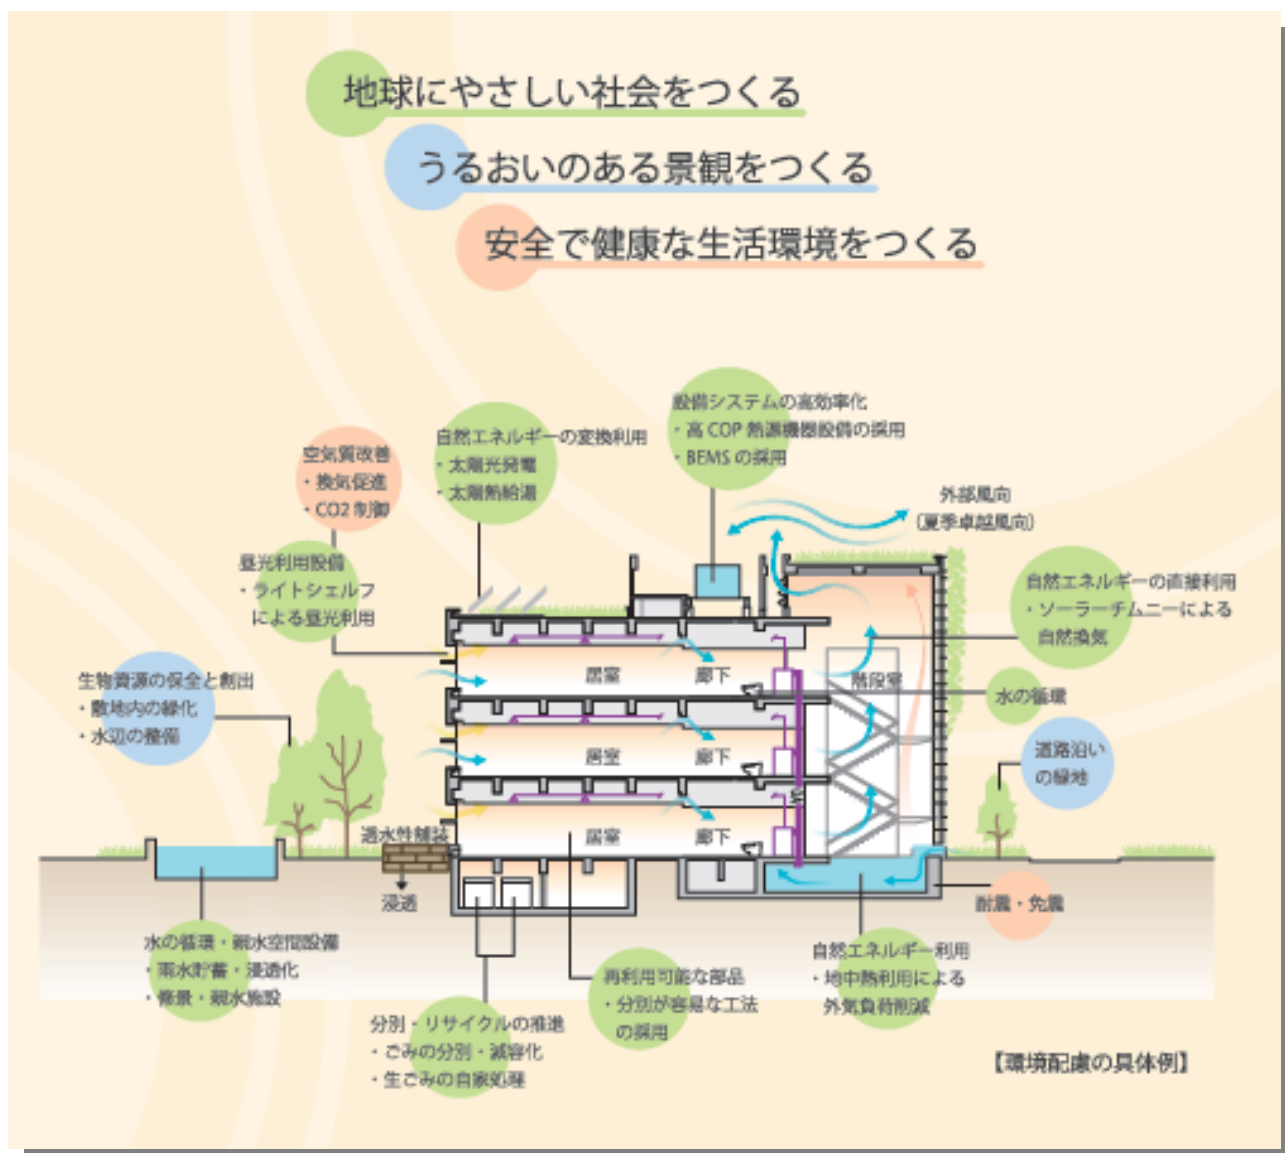 地球にやさしい社会をつくる
うるおいのある景観をつくる
安全で健康な生活環境をつくる
設備システムの高効率化
・高 COP 熱源機器設備の採用
・BEMS の採用
自然エネルギーの変換利用
・太陽光発電
・太陽熱給湯
空気質改善
・換気促進
・CO2 制御
外部風向
（夏季卓越風向）
昼光利用設備
・ライトシェルフ
による昼光利用
自然エネルギーの直接利用
・ソーラーチムニーによる
自然換気
生物資源の保全と創出
・敷地内の緑化
・水辺の整備
居室
廊下
階段室
水の循環
道路沿い
の緑地
居室
廊下
透水性舗装
居室
廊下
浸透
耐震・免震
水の循環・親水空間設備
・雨水貯蓄・浸透化
・修景・親水施設
自然エネルギー利用
・地中熱利用による
外気負荷削減
再利用可能な部品
・分別が容易な工法
の採用
分別・リサイクルの推進
・ごみの分別・減容化
・生ごみの自家処理
【環境配慮の具体例】